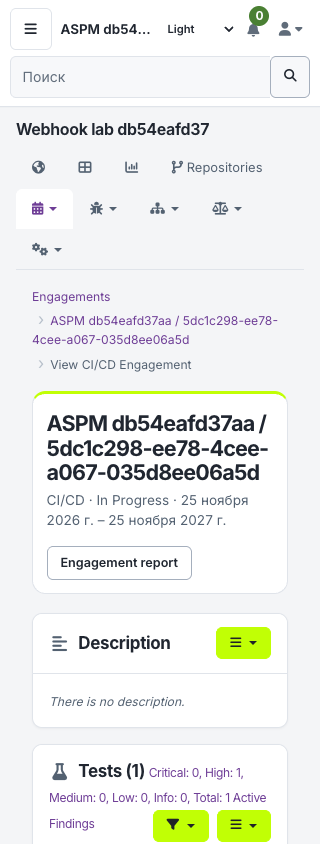 ASPM db54...
Light
0
Поиск
Webhook lab db54eafd37
Repositories
Engagements
ASPM db54eafd37aa / 5dc1c298-ee78-
4cee-a067-035d8ee06a5d
View CI/CD Engagement
ASPM db54eafd37aa /
5dc1c298-ee78-4cee-
a067-035d8ee06a5d
CI/CD · In Progress · 25 ноября
2026 г. – 25 ноября 2027 г.
Engagement report
Description
There is no description.
Tests (1) Critical: 0, High: 1,
Medium: 0, Low: 0, Info: 0, Total: 1 Active
Findings